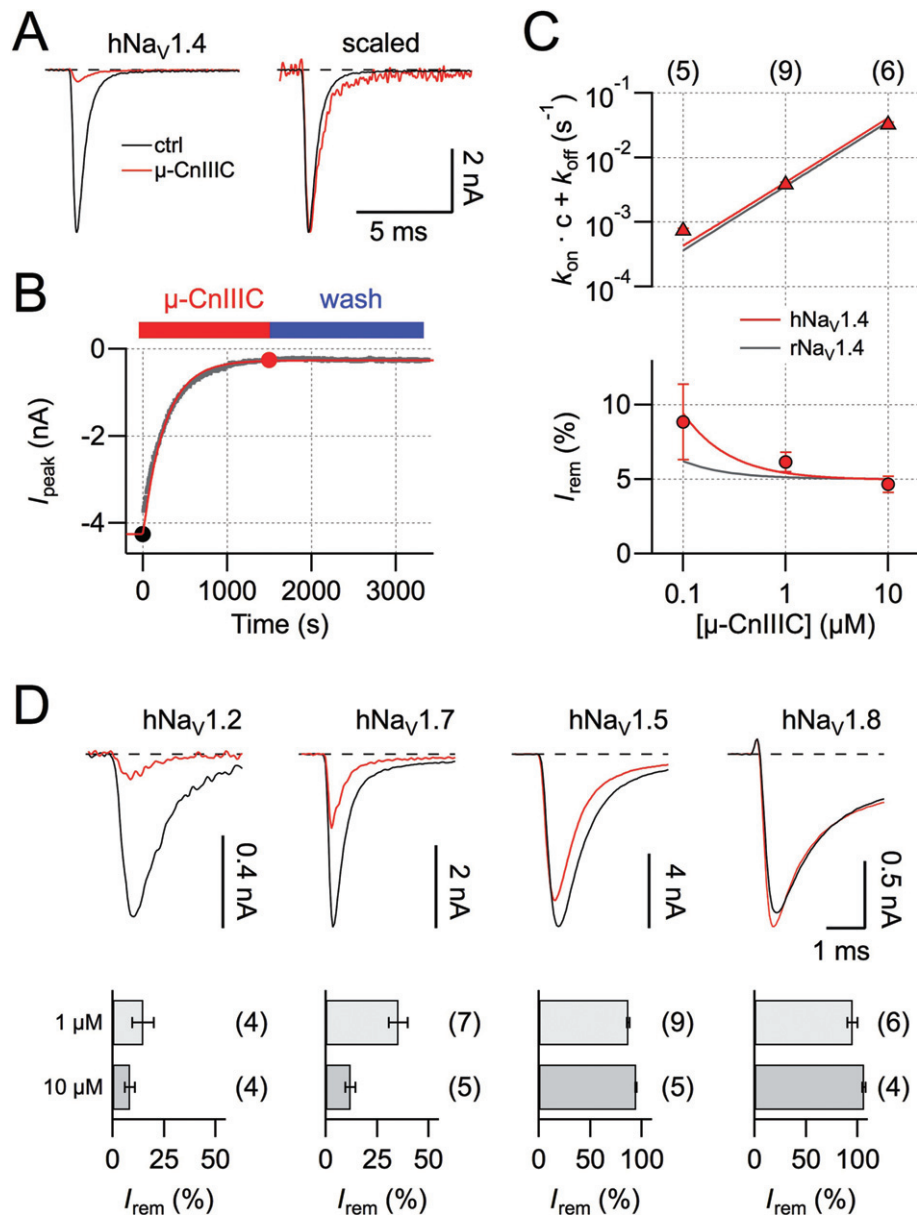 A
hNaV1.4
scaled
ctrl
μ-CnIIIC
2 nA
5 ms
B
μ-CnIIIC
wash
0
-2
-4
Ipeak (nA)
0
1000
2000
3000
Time (s)
C
(5)
(9)
(6)
10-1
10-2
10-3
10-4
kon · c + koff (s-1)
hNaV1.4
rNaV1.4
10
5
0
Irem (%)
0.1
1
10
[μ-CnIIIC] (μM)
D
hNaV1.2
hNaV1.7
hNaV1.5
hNaV1.8
0.4 nA
2 nA
4 nA
0.5 nA
1 ms
1 μM
(4)
(7)
(9)
(6)
10 μM
(4)
(5)
(5)
(4)
0 25 50
0 25 50
0 50 100
0 50 100
Irem (%)
Irem (%)
Irem (%)
Irem (%)